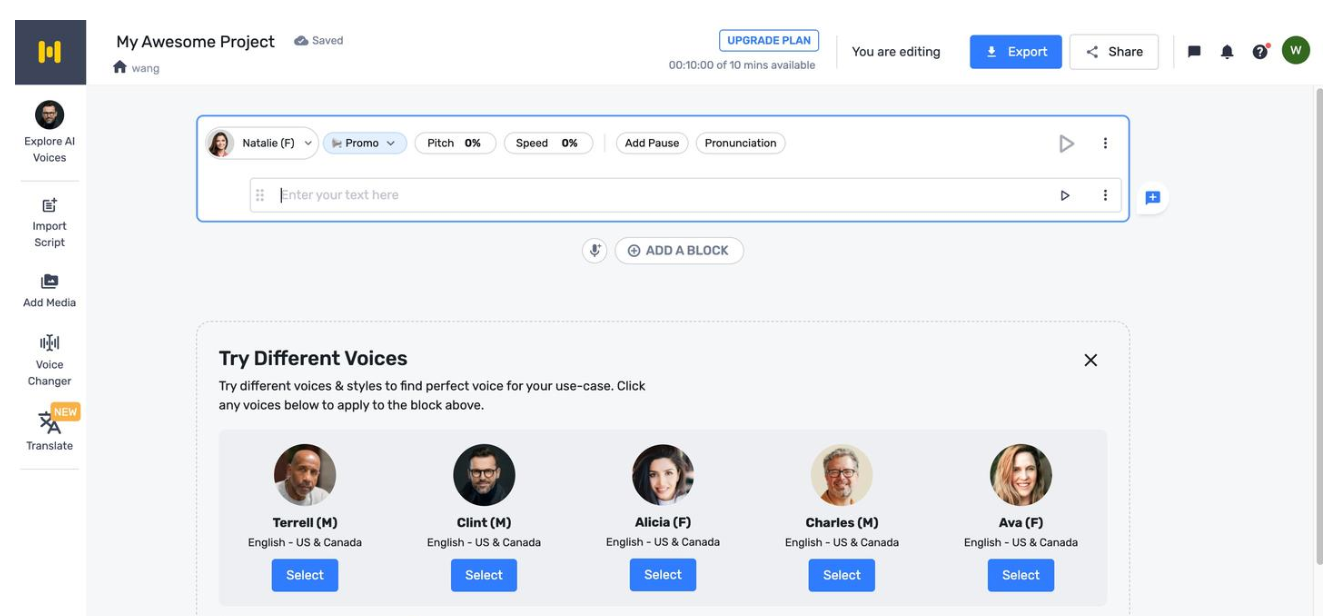 My Awesome Project
Saved
wang
UPGRADE PLAN
00:10:00 of 10 mins available
You are editing
Export
Share
W
Explore AI
Voices
Import
Script
Add Media
Voice
Changer
NEW
Translate
Natalie (F)
Promo
Pitch 0%
Speed 0%
Add Pause
Pronunciation
Enter your text here
ADD A BLOCK
Try Different Voices
Try different voices & styles to find perfect voice for your use-case. Click
any voices below to apply to the block above.
Terrell (M)
English - US & Canada
Select
Clint (M)
English - US & Canada
Select
Alicia (F)
English - US & Canada
Select
Charles (M)
English - US & Canada
Select
Ava (F)
English - US & Canada
Select